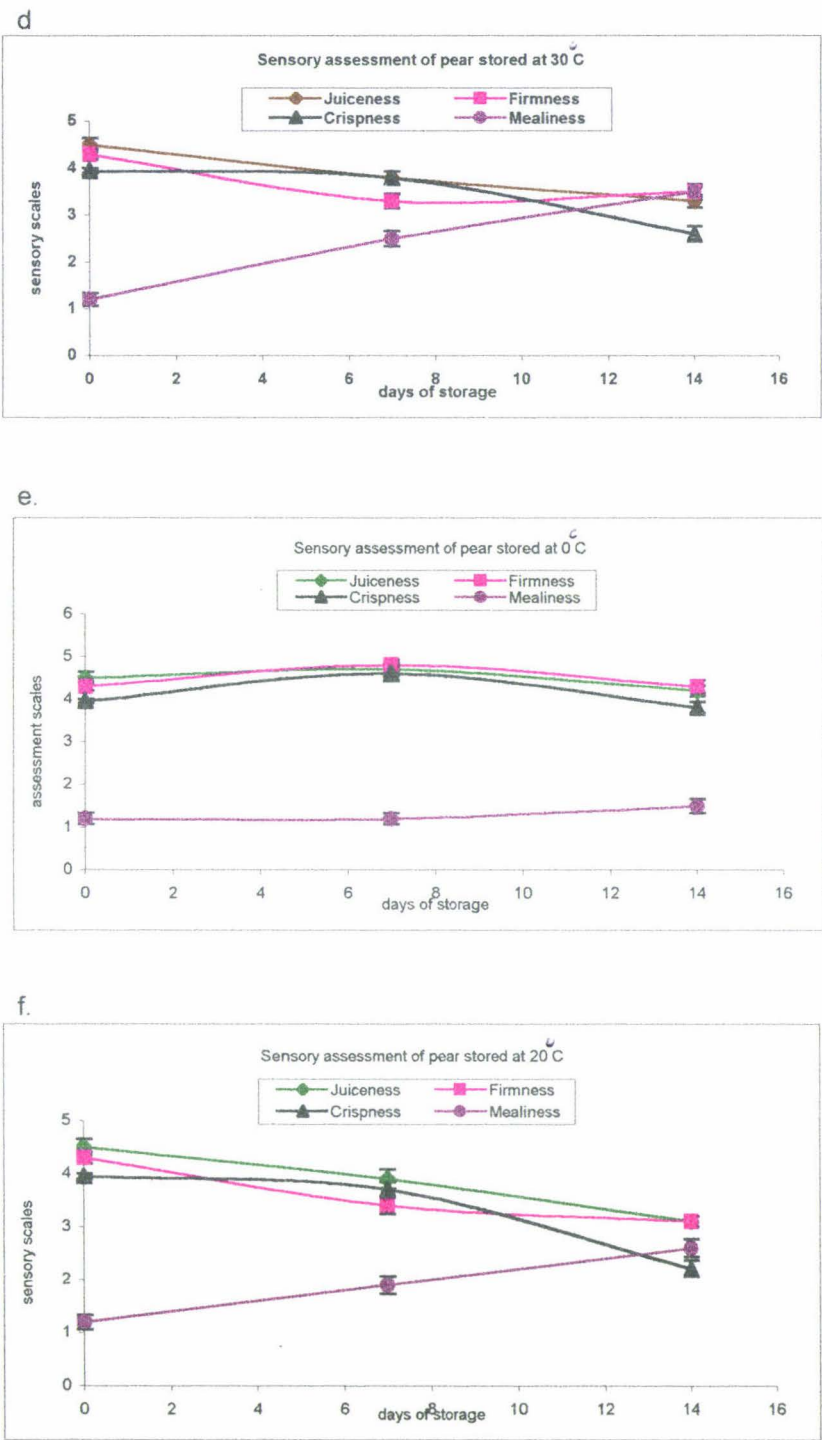 d
Sensory assessment of pear stored at 30°C
Juiceness Firmness
Crispness Mealiness
5
4
3
2
1
0
sensory scales
0 2 4 6 8 10 12 14 16
days of storage
e.
Sensory assessment of pear stored at 0°C
Juiceness Firmness
Crispness Mealiness
6
5
4
3
2
1
0
assessment scales
0 2 4 6 8 10 12 14 16
days of storage
f.
Sensory assessment of pear stored at 20°C
Juiceness Firmness
Crispness Mealiness
5
4
3
2
1
0
sensory scales
0 2 4 6 8 10 12 14 16
days of storage